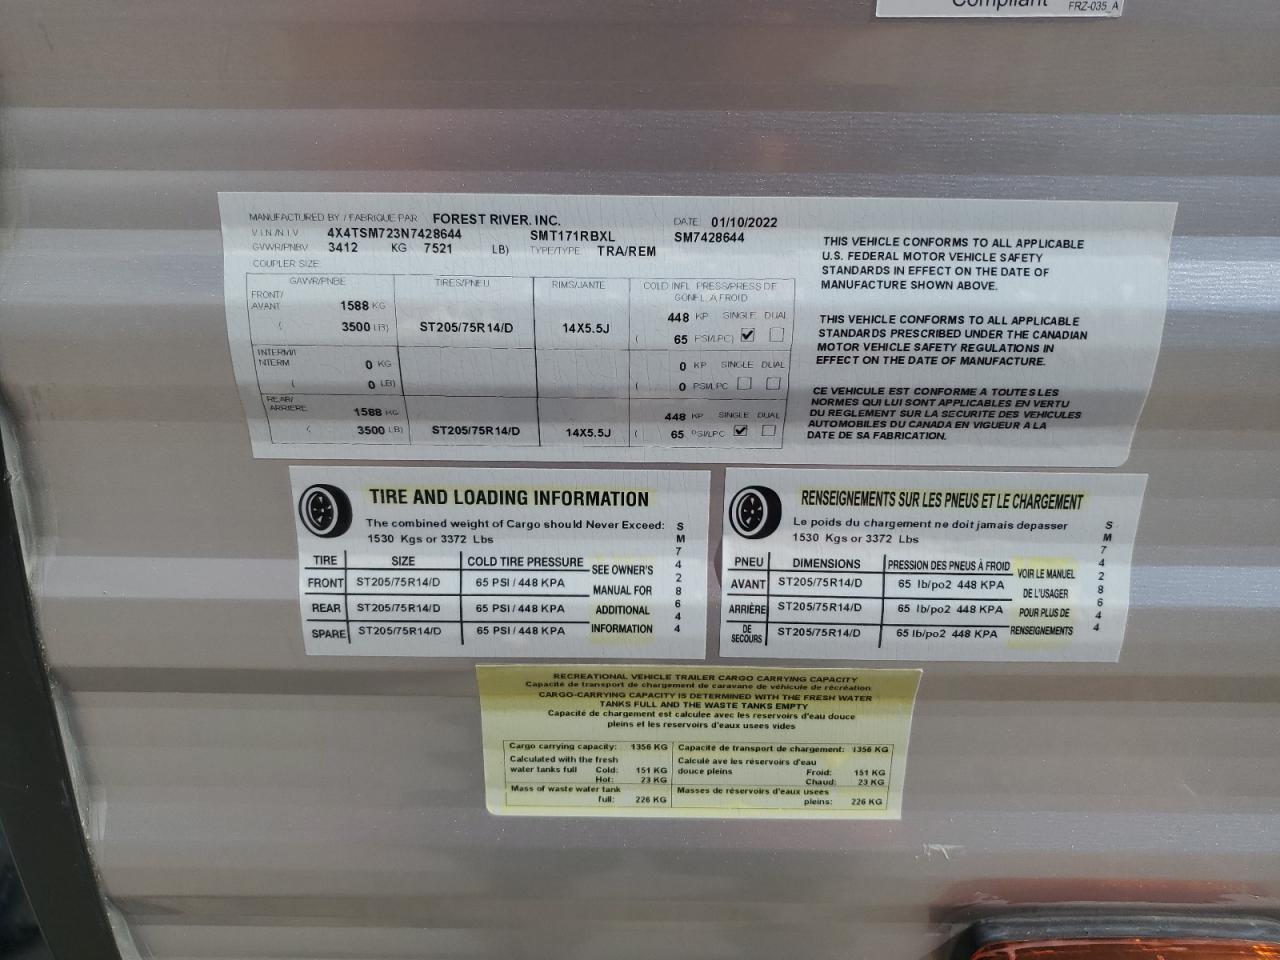 Compliant FRZ-035_A
MANUFACTURED BY / FABRIQUE PAR FOREST RIVER, INC. DATE 01/10/2022
V.I.N/N.I.V 4X4TSM723N7428644 SMT171RBXL SM7428644
GVWR/PNBV 3412 KG 7521 LB) TYPE/TYPE TRA/REM
COUPLER SIZE:
GAWR/PNBE TIRES/PNEU RIMS/JANTE COLD INFL. PRESS/PRESS DE GONFL. A FROID
FRONT/ AVANT 1588 KG 448 KP SINGLE DUAL
( 3500 LB) ST205/75R14/D 14X5.5J ( 65 PSI/LPC)
INTERM/ INTERM 0 KG 0 KP SINGLE DUAL
( 0 LB) ( 0 PSI/LPC
REAR/ ARRIERE 1588 KG 448 KP SINGLE DUAL
( 3500 LB) ST205/75R14/D 14X5.5J ( 65 PSI/LPC
THIS VEHICLE CONFORMS TO ALL APPLICABLE
U.S. FEDERAL MOTOR VEHICLE SAFETY
STANDARDS IN EFFECT ON THE DATE OF
MANUFACTURE SHOWN ABOVE.
THIS VEHICLE CONFORMS TO ALL APPLICABLE
STANDARDS PRESCRIBED UNDER THE CANADIAN
MOTOR VEHICLE SAFETY REGULATIONS IN
EFFECT ON THE DATE OF MANUFACTURE.
CE VEHICULE EST CONFORME A TOUTES LES
NORMES QUI LUI SONT APPLICABLES EN VERTU
DU REGLEMENT SUR LA SECURITE DES VEHICULES
AUTOMOBILES DU CANADA EN VIGUEUR A LA
DATE DE SA FABRICATION.
TIRE AND LOADING INFORMATION
The combined weight of Cargo should Never Exceed:
1530 Kgs or 3372 Lbs
TIRE SIZE COLD TIRE PRESSURE
FRONT ST205/75R14/D 65 PSI / 448 KPA
REAR ST205/75R14/D 65 PSI / 448 KPA
SPARE ST205/75R14/D 65 PSI / 448 KPA
SEE OWNER'S
MANUAL FOR
ADDITIONAL
INFORMATION
SM7428644
RENSEIGNEMENTS SUR LES PNEUS ET LE CHARGEMENT
Le poids du chargement ne doit jamais depasser
1530 Kgs or 3372 Lbs
PNEU DIMENSIONS PRESSION DES PNEUS À FROID
AVANT ST205/75R14/D 65 lb/po2 448 KPA
ARRIÈRE ST205/75R14/D 65 lb/po2 448 KPA
DE SECOURS ST205/75R14/D 65 lb/po2 448 KPA
VOIR LE MANUEL
DE L'USAGER
POUR PLUS DE
RENSEIGNEMENTS
SM7428644
RECREATIONAL VEHICLE TRAILER CARGO CARRYING CAPACITY
Capacité de transport de chargement de caravane de véhicule de récréation
CARGO-CARRYING CAPACITY IS DETERMINED WITH THE FRESH WATER
TANKS FULL AND THE WASTE TANKS EMPTY
Capacité de chargement est calculee avec les reservoirs d'eau douce
pleins et les reservoirs d'eaux usees vides
Cargo carrying capacity: 1356 KG Capacité de transport de chargement: 1356 KG
Calculated with the fresh Calculé ave les réservoirs d'eau
water tanks full Cold: 151 KG douce pleins Froid: 151 KG
Hot: 23 KG Chaud: 23 KG
Mass of waste water tank Masses de réservoirs d'eaux usees
full: 226 KG pleins: 226 KG